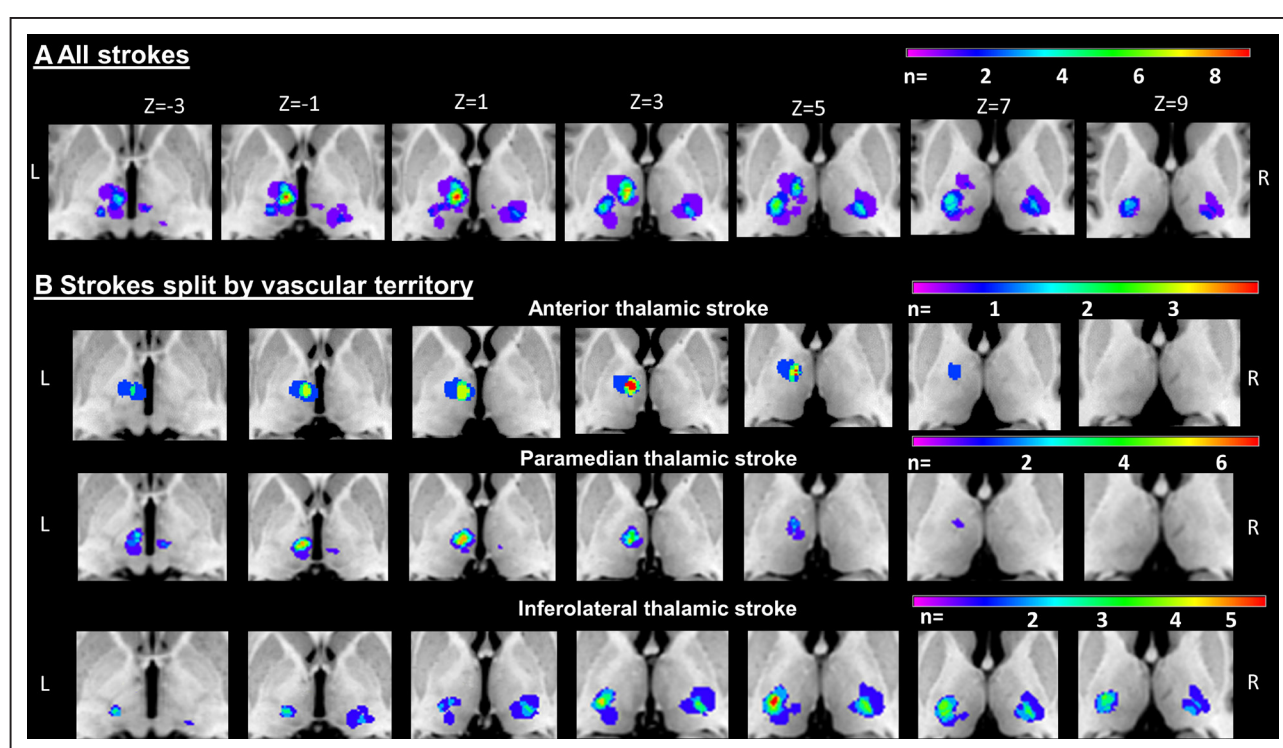 A All strokes
n= 2 4 6 8
Z=-3 Z=-1 Z=1 Z=3 Z=5 Z=7 Z=9
L R
B Strokes split by vascular territory
Anterior thalamic stroke
n= 1 2 3
L R
Paramedian thalamic stroke
n= 2 4 6
L R
Inferolateral thalamic stroke
n= 2 3 4 5
L R